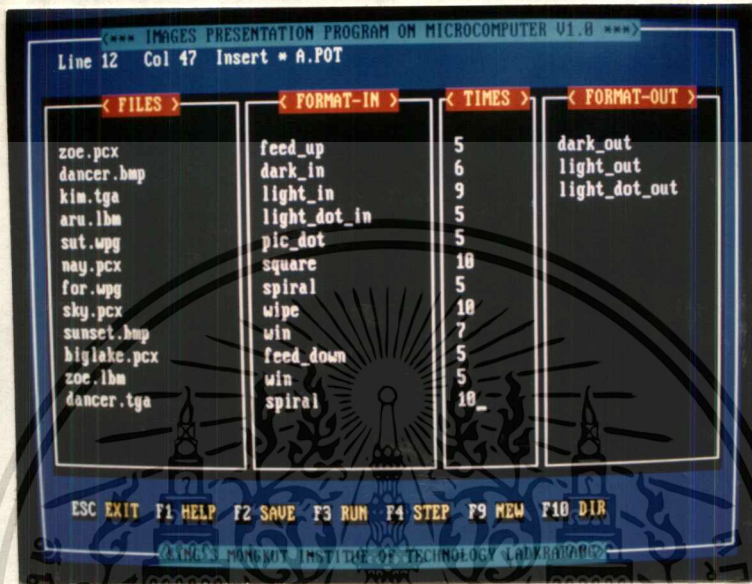 <*** IMAGES PRESENTATION PROGRAM ON MICROCOMPUTER V1.0 ***>
Line 12 Col 47 Insert * A.POT
< FILES > < FORMAT-IN > < TIMES > < FORMAT-OUT >
zoe.pcx feed_up 5 dark_out
dancer.bmp dark_in 6 light_out
kim.tga light_in 9 light_dot_out
aru.lbm light_dot_in 5
sut.wpg pic_dot 5
nay.pcx square 10
for.wpg spiral 5
sky.pcx wipe 10
sunset.bmp win 7
biglake.pcx feed_down 5
zoe.lbm win 5
dancer.tga spiral 10_
ESC EXIT F1 HELP F2 SAVE F3 RUN F4 STEP F9 NEW F10 DIR
MONGKUT INSTITUE OF TECHNOLOGY LADKRABANG